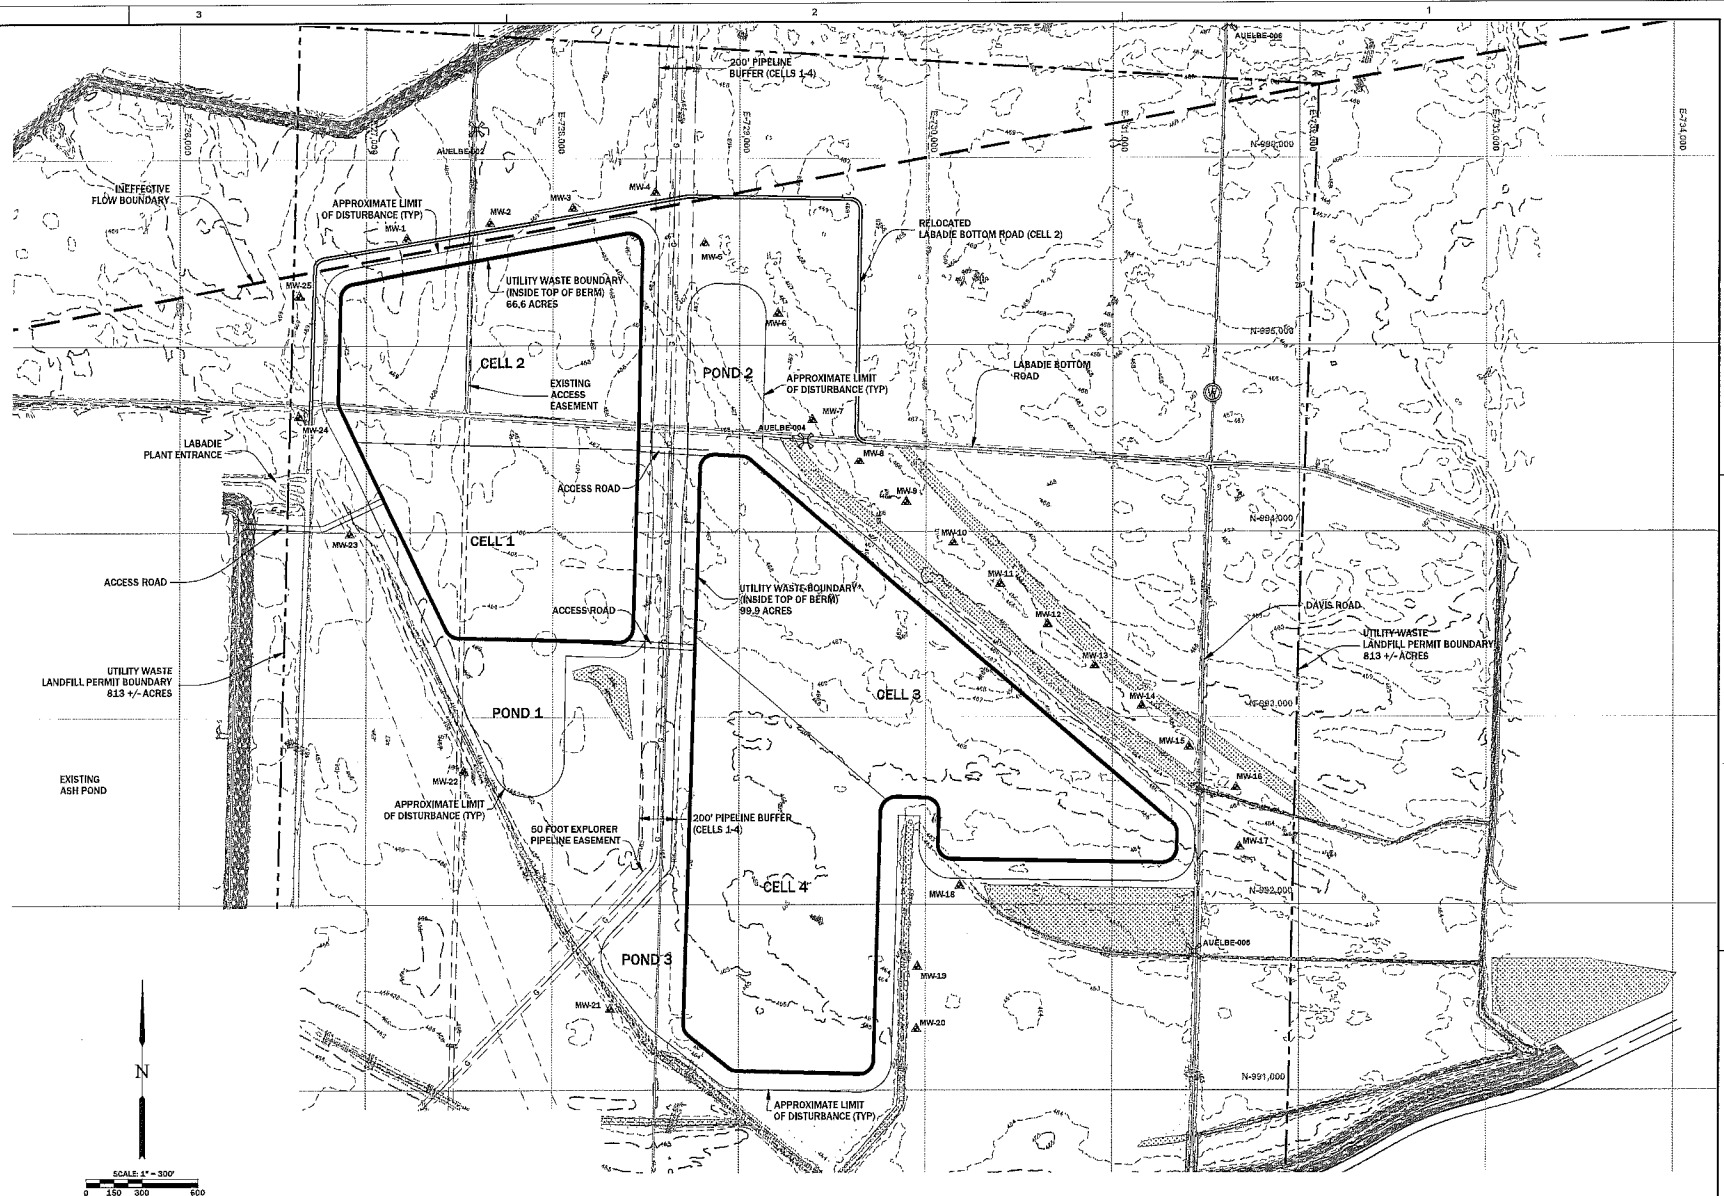 3
2
1
AUELBE-006
200' PIPELINE
BUFFER (CELLS 1-4)
E-726,000
E-728,000
E-729,000
E-730,000
E-731,000
E-733,000
E-734,000
AUELBE-002
N-996,000
INEFFECTIVE
FLOW BOUNDARY
APPROXIMATE LIMIT
OF DISTURBANCE (TYP)
MW-1
MW-2
MW-3
MW-4
MW-5
RELOCATED
LABADIE BOTTOM ROAD (CELL 2)
MW-25
UTILITY WASTE BOUNDARY
(INSIDE TOP OF BERM)
66.6 ACRES
MW-6
N-995,000
CELL 2
POND 2
EXISTING
ACCESS
EASEMENT
APPROXIMATE LIMIT
OF DISTURBANCE (TYP)
LABADIE BOTTOM
ROAD
W
MW-7
AUELBE-004
MW-24
LABADIE
PLANT ENTRANCE
MW-8
ACCESS ROAD
MW-9
N-994,000
CELL 1
MW-10
MW-23
MW-11
ACCESS ROAD
UTILITY WASTE BOUNDARY
(INSIDE TOP OF BERM)
99.9 ACRES
ACCESS ROAD
MW-12
DAVIS ROAD
UTILITY WASTE
LANDFILL PERMIT BOUNDARY
813 +/- ACRES
MW-13
UTILITY WASTE
LANDFILL PERMIT BOUNDARY
813 +/- ACRES
CELL 3
MW-14
N-993,000
POND 1
MW-15
EXISTING
ASH POND
MW-22
MW-16
APPROXIMATE LIMIT
OF DISTURBANCE (TYP)
50 FOOT EXPLORER
PIPELINE EASEMENT
200' PIPELINE BUFFER
(CELLS 1-4)
MW-17
CELL 4
MW-18
N-992,000
AUELBE-005
POND 3
MW-19
MW-21
MW-20
N
N-991,000
APPROXIMATE LIMIT
OF DISTURBANCE (TYP)
SCALE: 1" = 300'
0 150 300 600